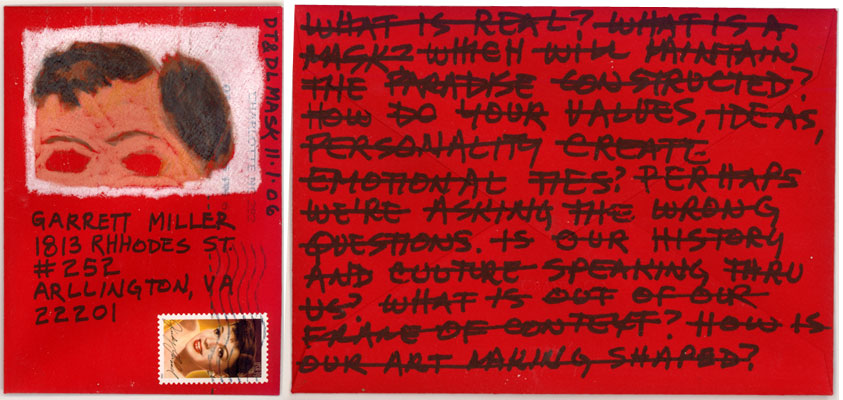 DT&DL MASK 11.1.06
GARRETT MILLER
1813 RHHODES ST.
#252
ARLLINGTON, VA
22201
WHAT IS REAL? WHAT IS A
MASK? WHICH WILL MAINTAIN
THE PARADISE CONSTRUCTED?
HOW DO YOUR VALUES, IDEAS,
PERSONALITY CREATE
EMOTIONAL TIES? PERHAPS
WE'RE ASKING THE WRONG
QUESTIONS. IS OUR HISTORY
AND CULTURE SPEAKING THRU
US? WHAT IS OUT OF OUR
FRAME OF CONTEXT? HOW IS
OUR ART MAKING SHAPED?